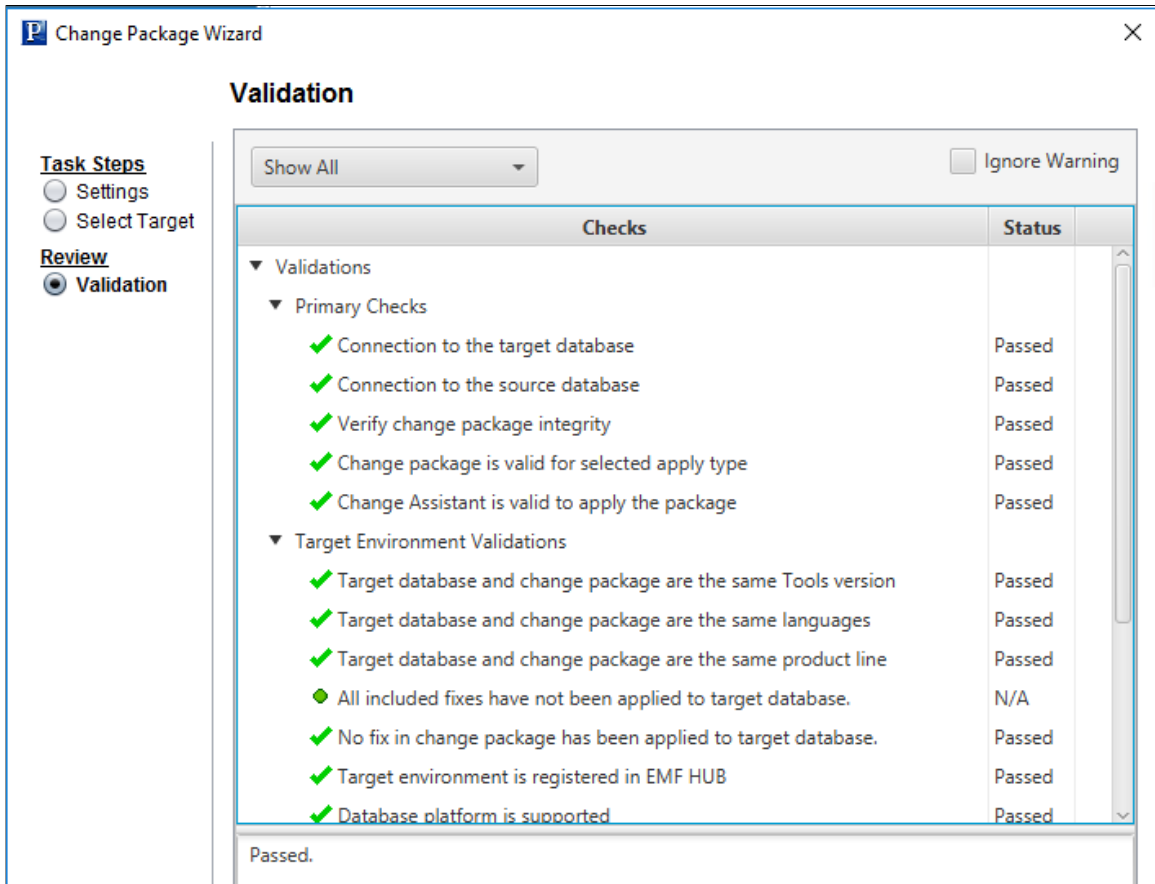 P Change Package Wizard
Validation
Task Steps
Settings
Select Target
Review
Validation
Show All
Ignore Warning
Checks Status
Validations
Primary Checks
Connection to the target database Passed
Connection to the source database Passed
Verify change package integrity Passed
Change package is valid for selected apply type Passed
Change Assistant is valid to apply the package Passed
Target Environment Validations
Target database and change package are the same Tools version Passed
Target database and change package are the same languages Passed
Target database and change package are the same product line Passed
All included fixes have not been applied to target database. N/A
No fix in change package has been applied to target database. Passed
Target environment is registered in EMF HUB Passed
Database platform is supported Passed
Passed.